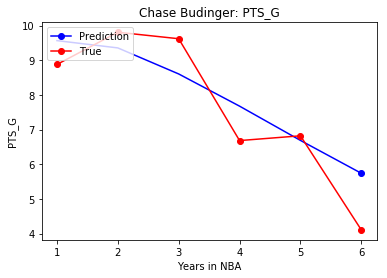 Chase Budinger: PTS_G
Prediction
True
PTS_G
10
9
8
7
6
5
4
1 2 3 4 5 6
Years in NBA